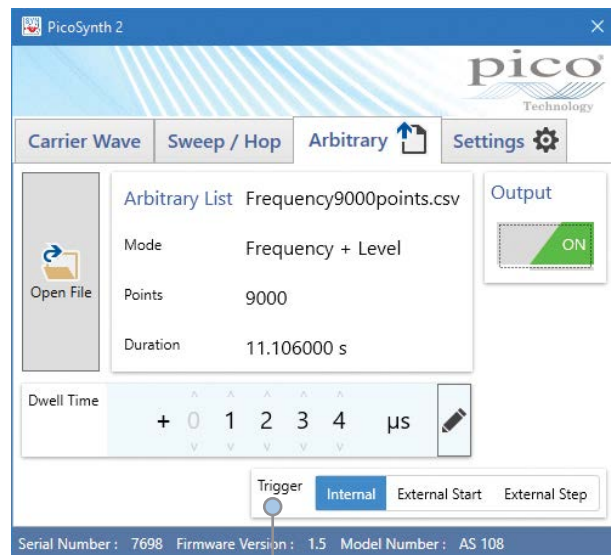 PicoSynth 2
pico
Technology
Carrier Wave
Sweep / Hop
Arbitrary
Settings
Open File
Arbitrary List Frequency9000points.csv
Mode Frequency + Level
Points 9000
Duration 11.106000 s
Output
ON
Dwell Time
+ 0 1 2 3 4 µs
Trigger
Internal
External Start
External Step
Serial Number : 7698 Firmware Version : 1.5 Model Number : AS 108